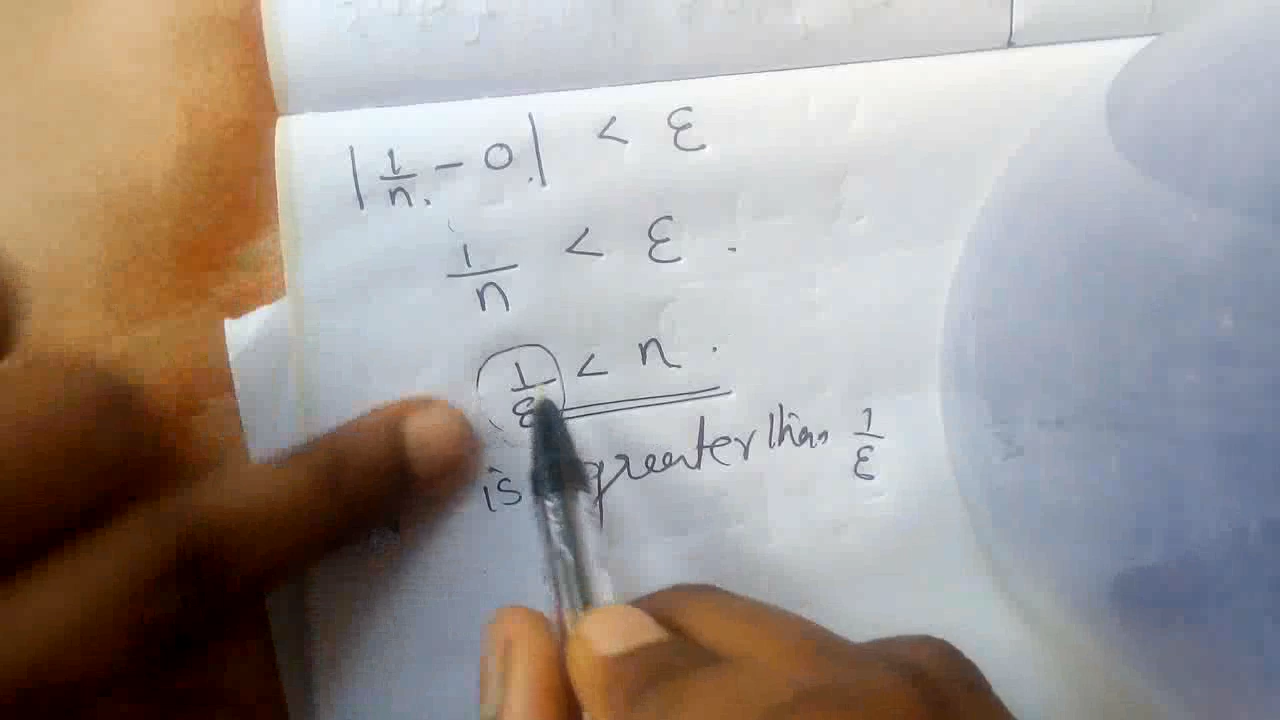 |1/n. - 0.| < ε
1/n < ε .
1/ε < n .
is greater than 1/ε